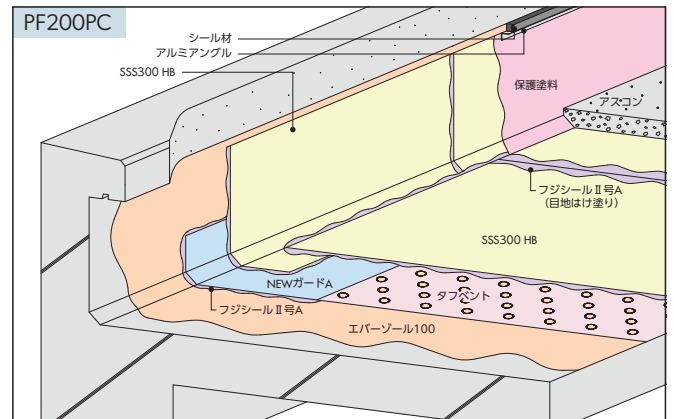 PF200PC
シール材
アルミアングル
SSS300 HB
保護塗料
アスコン
フジシールⅡ号A
(目地はけ塗り)
SSS300 HB
NEWガードA
タフベント
フジシールⅡ号A
エバーゾール100